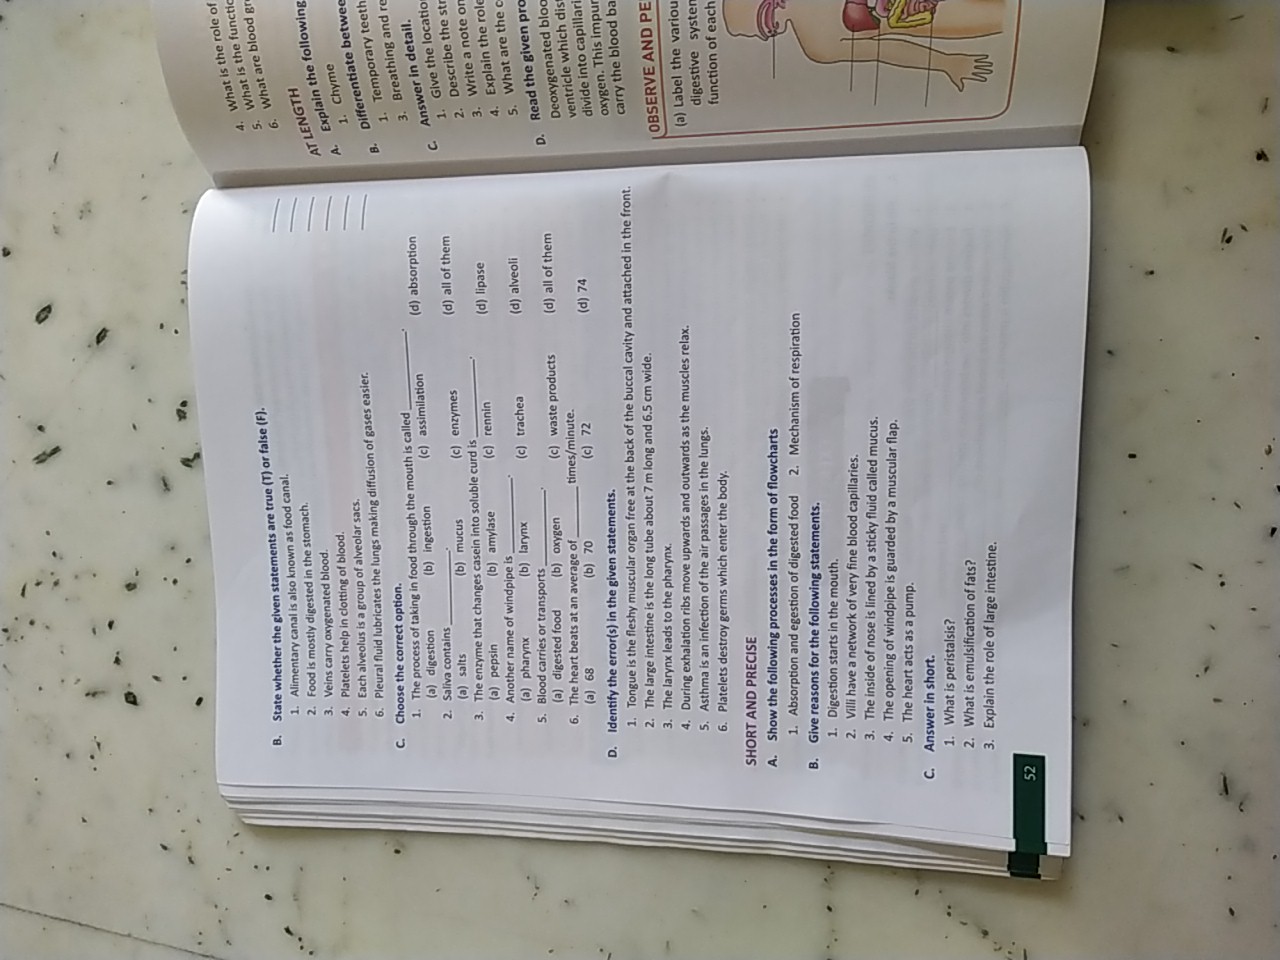 B. State whether the given statements are true (T) or false (F).
1. Alimentary canal is also known as food canal.
2. Food is mostly digested in the stomach.
3. Veins carry oxygenated blood.
4. Platelets help in clotting of blood.
5. Each alveolus is a group of alveolar sacs.
6. Pleural fluid lubricates the lungs making diffusion of gases easier.
C. Choose the correct option.
1. The process of taking in food through the mouth is called ____________.
(a) digestion (b) ingestion (c) assimilation (d) absorption
2. Saliva contains ____________.
(a) salts (b) mucus (c) enzymes (d) all of them
3. The enzyme that changes casein into soluble curd is ____________.
(a) pepsin (b) amylase (c) rennin (d) lipase
4. Another name of windpipe is ____________.
(a) pharynx (b) larynx (c) trachea (d) alveoli
5. Blood carries or transports ____________.
(a) digested food (b) oxygen (c) waste products (d) all of them
6. The heart beats at an average of ________ times/minute.
(a) 68 (b) 70 (c) 72 (d) 74
D. Identify the error(s) in the given statements.
1. Tongue is the fleshy muscular organ free at the back of the buccal cavity and attached in the front.
2. The large intestine is the long tube about 7 m long and 6.5 cm wide.
3. The larynx leads to the pharynx.
4. During exhalation ribs move upwards and outwards as the muscles relax.
5. Asthma is an infection of the air passages in the lungs.
6. Platelets destroy germs which enter the body.
SHORT AND PRECISE
A. Show the following processes in the form of flowcharts
1. Absorption and egestion of digested food 2. Mechanism of respiration
B. Give reasons for the following statements.
1. Digestion starts in the mouth.
2. Villi have a network of very fine blood capillaries.
3. The inside of nose is lined by a sticky fluid called mucus.
4. The opening of windpipe is guarded by a muscular flap.
5. The heart acts as a pump.
C. Answer in short.
1. What is peristalsis?
2. What is emulsification of fats?
3. Explain the role of large intestine.
52
4. What is the role of
5. What is the functio
6. What are blood gr
AT LENGTH
A. Explain the following
1. Chyme
B. Differentiate betwee
1. Temporary teeth
3. Breathing and re
C. Answer in detail.
1. Give the locatio
2. Describe the str
3. Write a note on
4. Explain the role
5. What are the c
D. Read the given pro
Deoxygenated bloo
ventricle which dist
divide into capillari
oxygen. This impur
carry the blood ba
OBSERVE AND PE
(a) Label the variou
digestive system
function of each